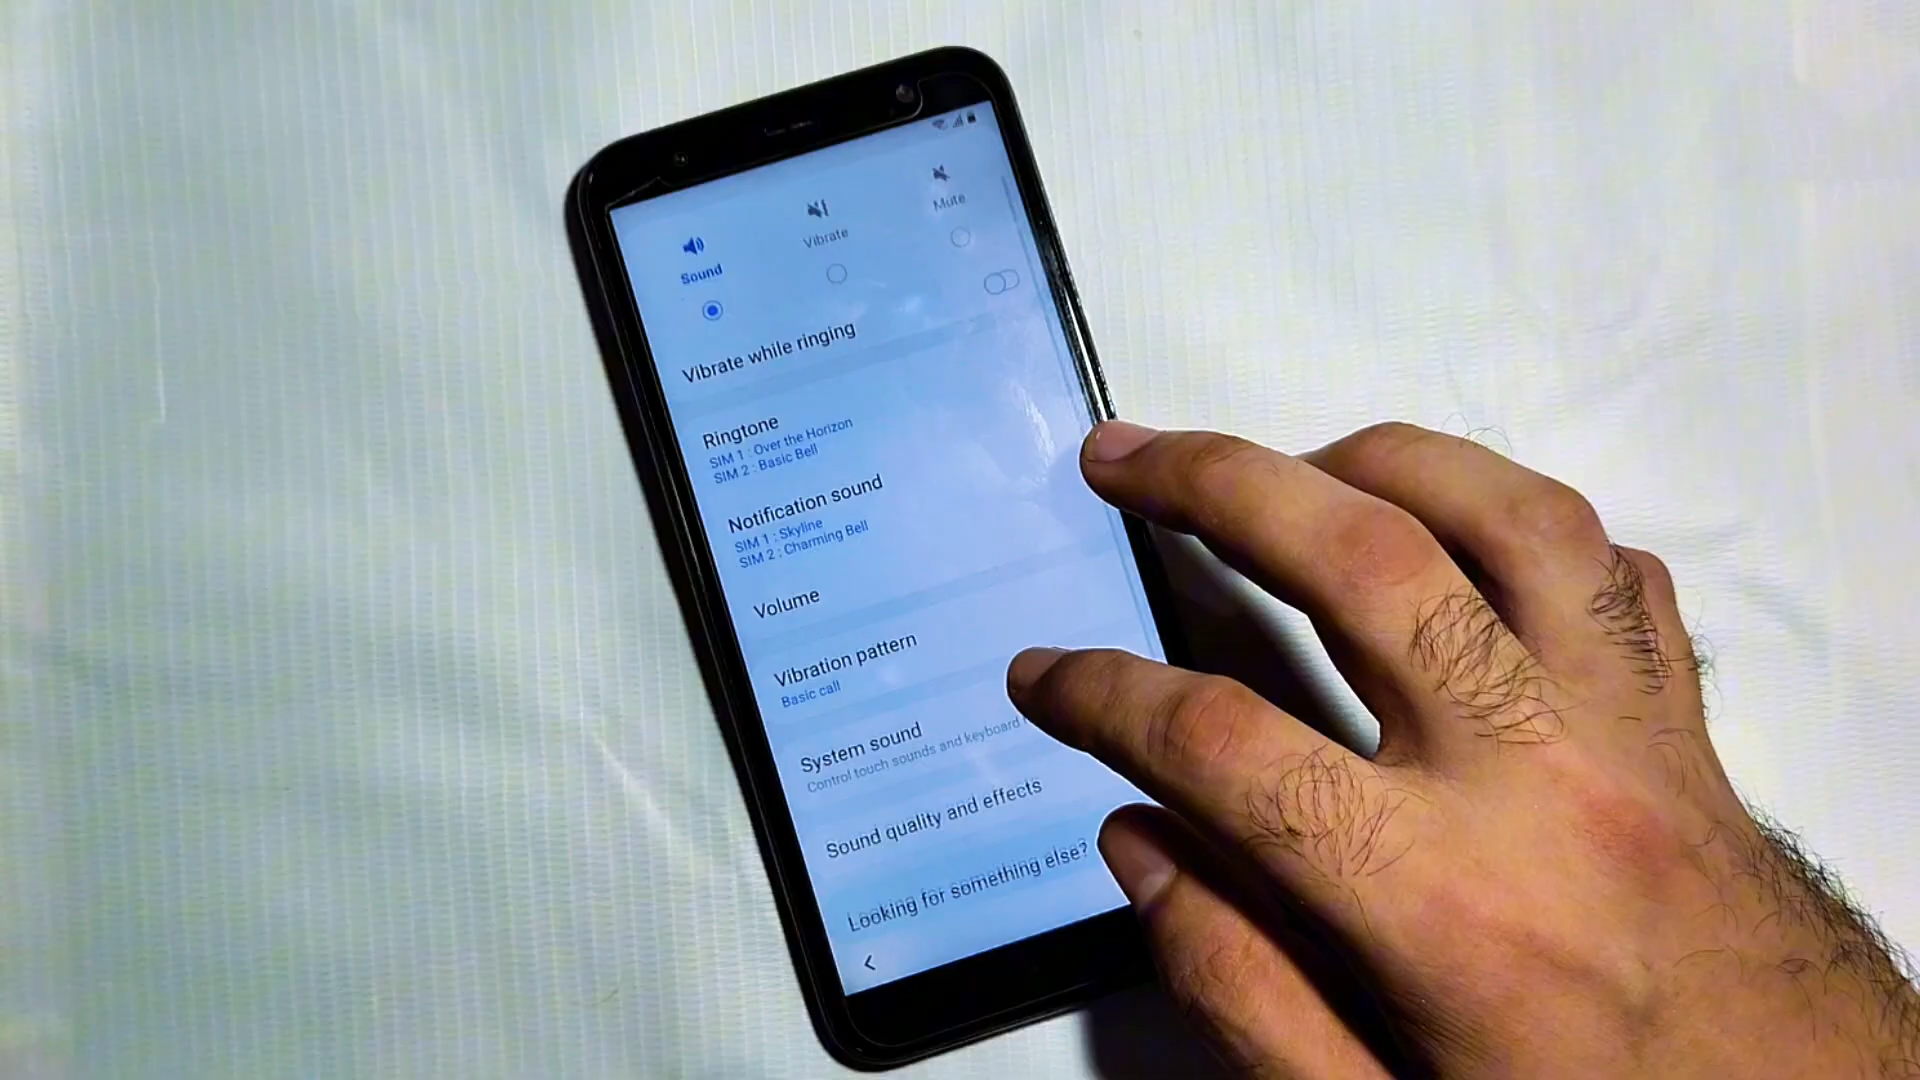 Sound
Vibrate
Mute
Vibrate while ringing
Ringtone
SIM 1 : Over the Horizon
SIM 2 : Basic Bell
Notification sound
SIM 1 : Skyline
SIM 2 : Charming Bell
Volume
Vibration pattern
Basic call
System sound
Control touch sounds and keyboard
Sound quality and effects
Looking for something else?